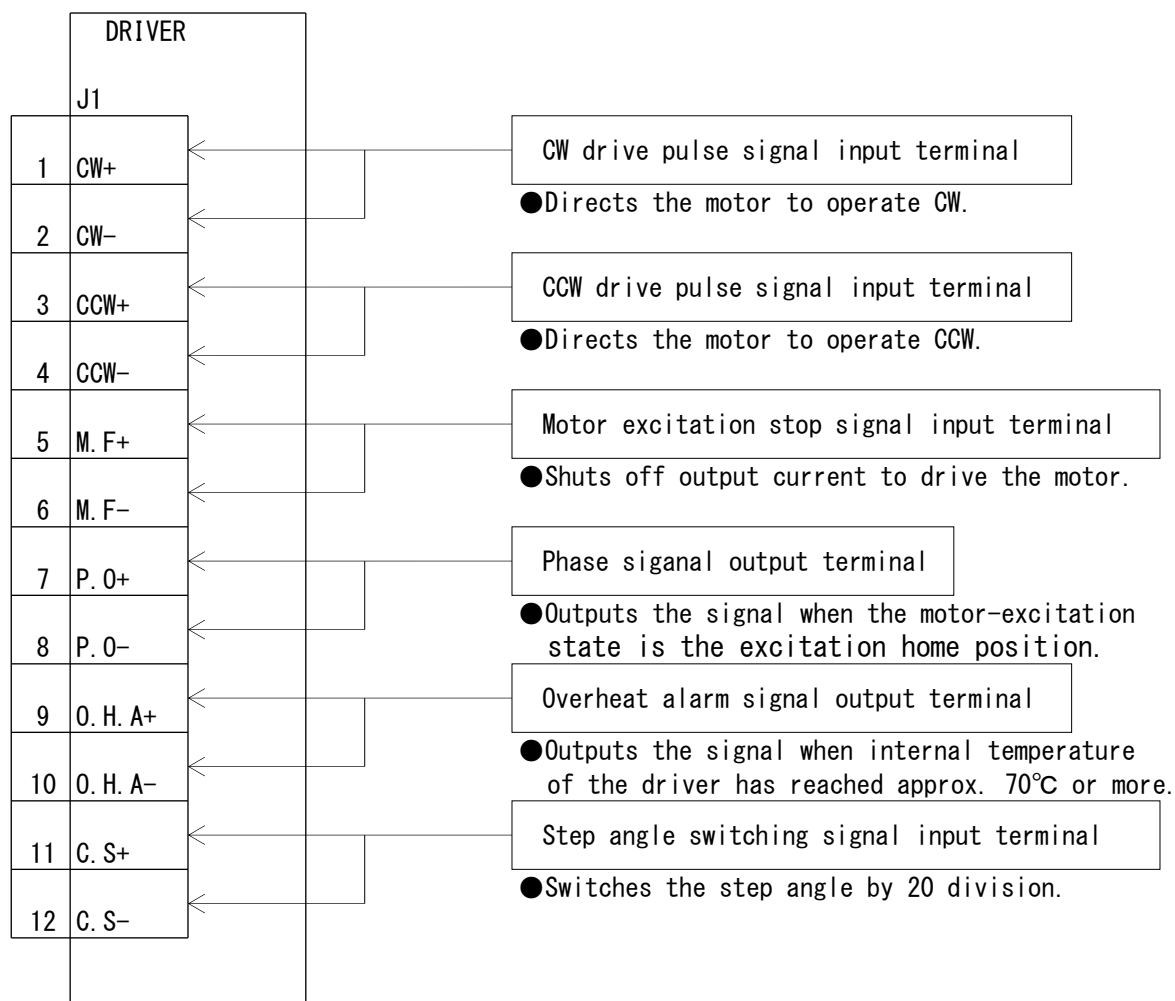 DRIVER
J1
1 CW+
CW drive pulse signal input terminal
●Directs the motor to operate CW.
2 CW-
3 CCW+
CCW drive pulse signal input terminal
●Directs the motor to operate CCW.
4 CCW-
5 M.F+
Motor excitation stop signal input terminal
●Shuts off output current to drive the motor.
6 M.F-
7 P.O+
Phase siganal output terminal
●Outputs the signal when the motor-excitation
state is the excitation home position.
8 P.O-
9 O.H.A+
Overheat alarm signal output terminal
●Outputs the signal when internal temperature
of the driver has reached approx. 70℃ or more.
10 O.H.A-
11 C.S+
Step angle switching signal input terminal
●Switches the step angle by 20 division.
12 C.S-